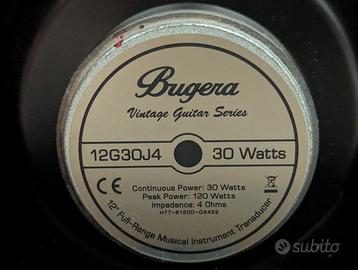 Bugera
Vintage Guitar Series
12G30J4 30 Watts
CE
Continuous Power: 30 Watts
Peak Power: 120 Watts
Impedance: 4 Ohms
H77-61200-04422
12" Full-Range Musical Instrument Transducer
subito